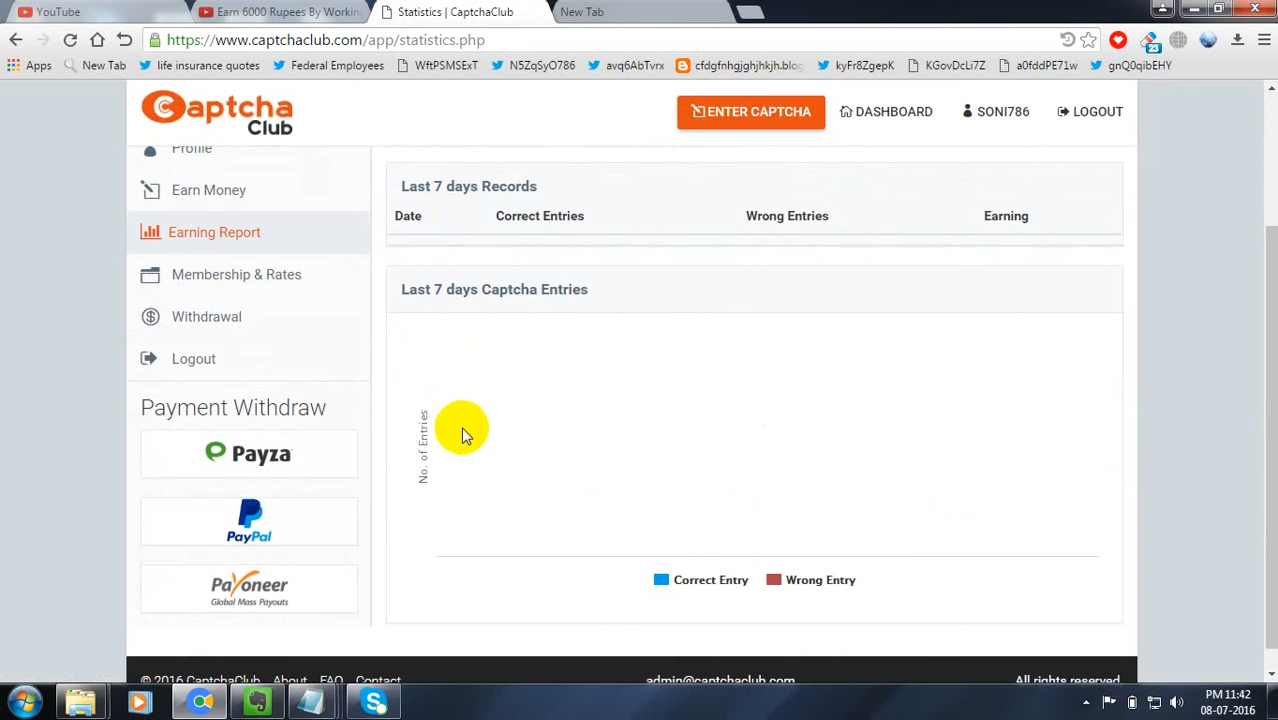 YouTube
Earn 6000 Rupees By Workin
Statistics | CaptchaClub
New Tab
https://www.captchaclub.com/app/statistics.php
23
Apps
New Tab
life insurance quotes
Federal Employees
WftPSMSExT
N5ZqSyO786
avq6AbTvrx
cfdgfnhgjghjhkjh.blog
kyFr8ZgepK
KGovDcLi7Z
a0fddPE71w
gnQ0qibEHY
Captcha
Club
ENTER CAPTCHA
DASHBOARD
SONI786
LOGOUT
Profile
Earn Money
Earning Report
Membership & Rates
Withdrawal
Logout
Payment Withdraw
Payza
PayPal
Payoneer
Global Mass Payouts
Last 7 days Records
Date Correct Entries Wrong Entries Earning
Last 7 days Captcha Entries
No. of Entries
Correct Entry Wrong Entry
© 2016 CaptchaClub About FAQ Contact
admin@captchaclub.com
All rights reserved
PM 11:42
08-07-2016